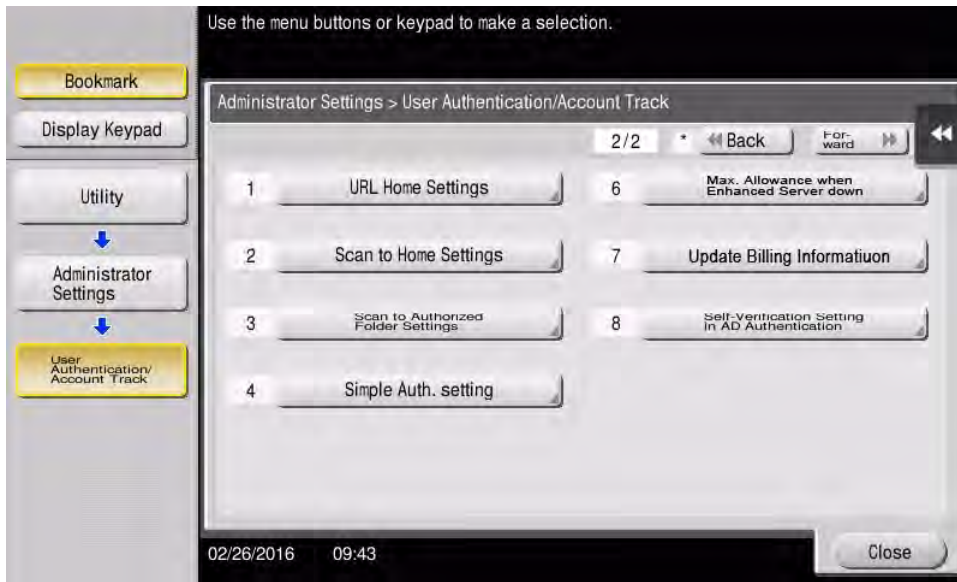 Use the menu buttons or keypad to make a selection.
Bookmark
Display Keypad
Utility
Administrator
Settings
User
Authentication/
Account Track
Administrator Settings > User Authentication/Account Track
2/2 * Back For-
ward
1 URL Home Settings
2 Scan to Home Settings
3 Scan to Authorized
Folder Settings
4 Simple Auth. setting
6 Max. Allowance when
Enhanced Server down
7 Update Billing Informatiuon
8 Self-Verification Setting
in AD Authentication
02/26/2016 09:43
Close